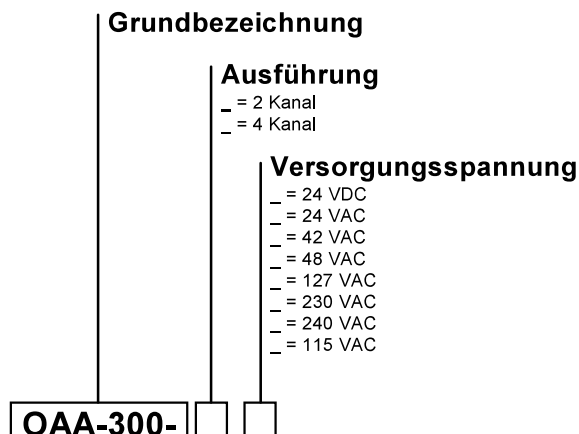 Grundbezeichnung
Ausführung
_ = 2 Kanal
_ = 4 Kanal
Versorgungsspannung
_ = 24 VDC
_ = 24 VAC
_ = 42 VAC
_ = 48 VAC
_ = 127 VAC
_ = 230 VAC
_ = 240 VAC
_ = 115 VAC
OAA-300-